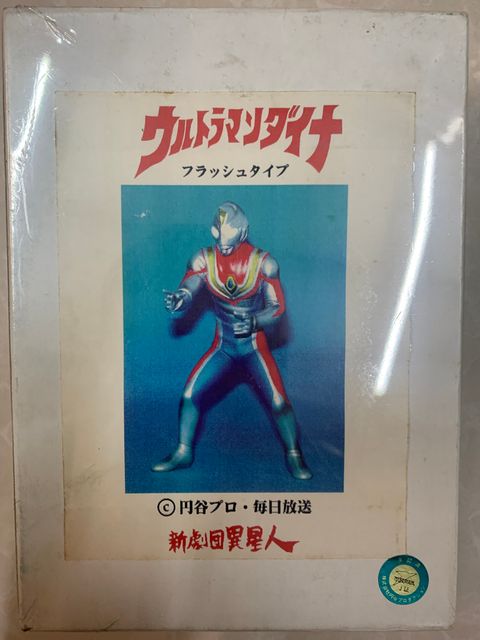 ウルトラマンダイナ
フラッシュタイプ
©円谷プロ・毎日放送
新劇団異星人